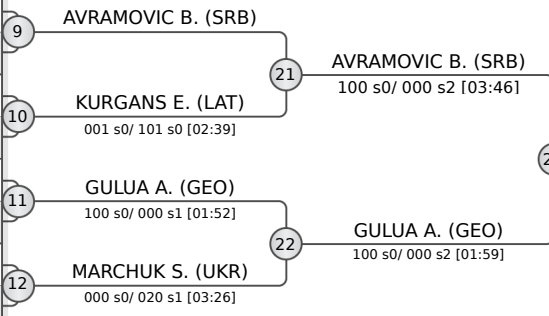 9
AVRAMOVIC B. (SRB)
21
AVRAMOVIC B. (SRB)
100 s0/ 000 s2 [03:46]
10
KURGANS E. (LAT)
001 s0/ 101 s0 [02:39]
11
GULUA A. (GEO)
100 s0/ 000 s1 [01:52]
22
GULUA A. (GEO)
100 s0/ 000 s2 [01:59]
12
MARCHUK S. (UKR)
000 s0/ 020 s1 [03:26]